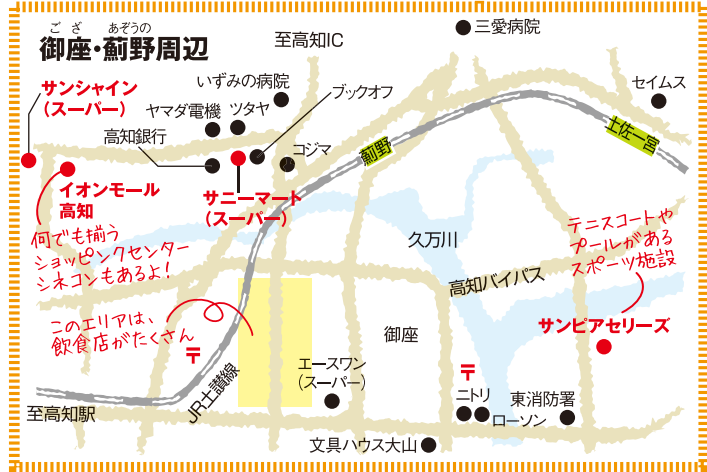 ござ あぞうの
御座・薊野周辺
至高知IC
三愛病院
サンシャイン
(スーパー)
いずみの病院
ブックオフ
セイムス
ヤマダ電機
ツタヤ
高知銀行
コジマ
薊野
土佐一宮
イオンモール
高知
サニーマート
(スーパー)
何でも揃う
ショッピングセンター
シネコンもあるよ!
久万川
テニスコートや
プールがある
スポーツ施設
高知バイパス
このエリアは、
飲食店がたくさん
サンピアセリーズ
〒
御座
エースワン
(スーパー)
〒
JR土讃線
ニトリ
東消防署
ローソン
至高知駅
文具ハウス大山